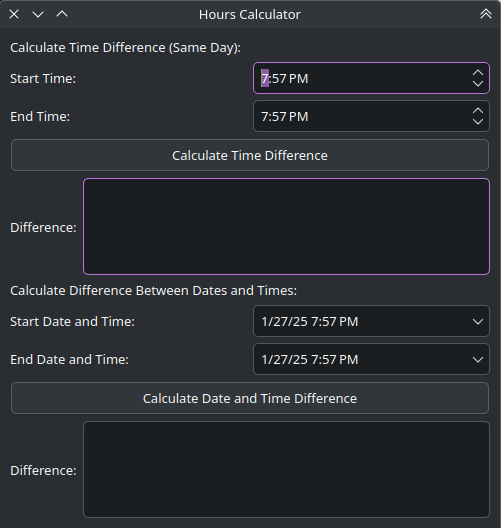 Hours Calculator
Calculate Time Difference (Same Day):
Start Time: 7:57 PM
End Time: 7:57 PM
Calculate Time Difference
Difference:
Calculate Difference Between Dates and Times:
Start Date and Time: 1/27/25 7:57 PM
End Date and Time: 1/27/25 7:57 PM
Calculate Date and Time Difference
Difference: